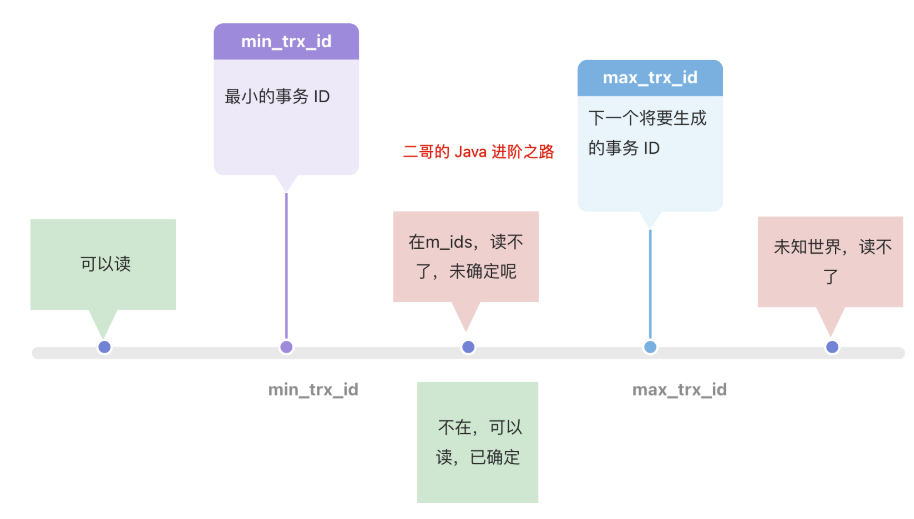 min_trx_id
最小的事务 ID
max_trx_id
下一个将要生成
的事务 ID
二哥的 Java 进阶之路
可以读
在m_ids，读不
了，未确定呢
未知世界，读不
了
min_trx_id
max_trx_id
不在，可以
读，已确定